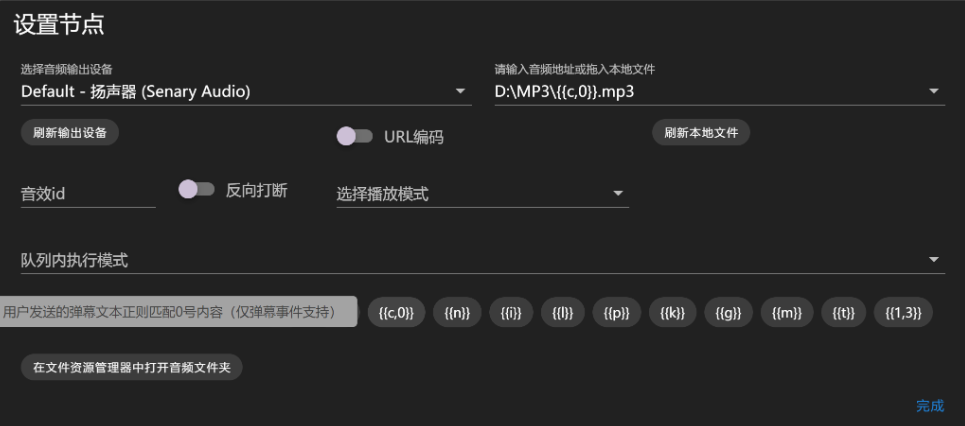 设置节点
选择音频输出设备
Default - 扬声器 (Senary Audio)
请输入音频地址或拖入本地文件
D:\MP3\{{c,0}}.mp3
刷新输出设备
URL编码
刷新本地文件
音效id
反向打断
选择播放模式
队列内执行模式
用户发送的弹幕文本正则匹配0号内容（仅弹幕事件支持）
{{c,0}} {{n}} {{i}} {{l}} {{p}} {{k}} {{g}} {{m}} {{t}} {{1,3}}
在文件资源管理器中打开音频文件夹
完成